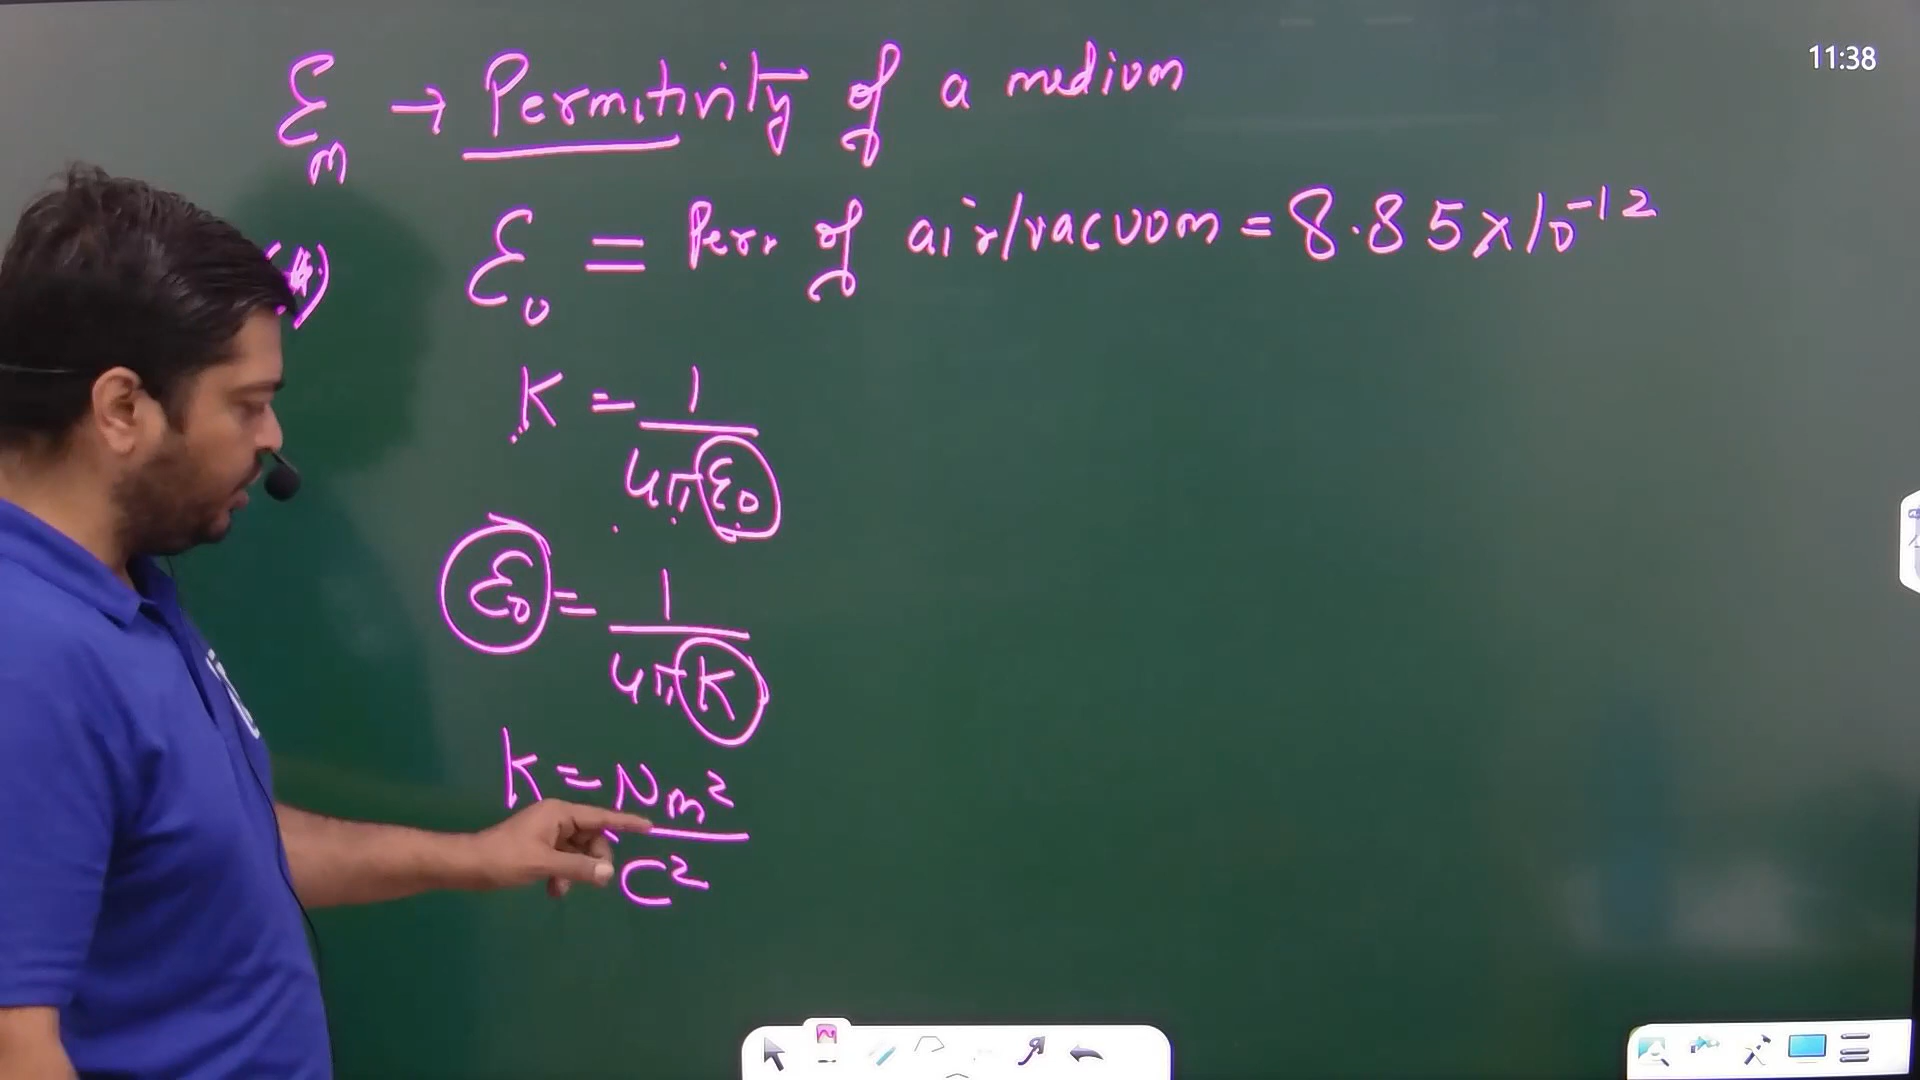 11:38
εm → Permitivity of a medium
ε0 = Perr of air/vacuum = 8.85 x 10^-12
K = 1/4πε0
ε0 = 1/4πK
K = Nm²/C²